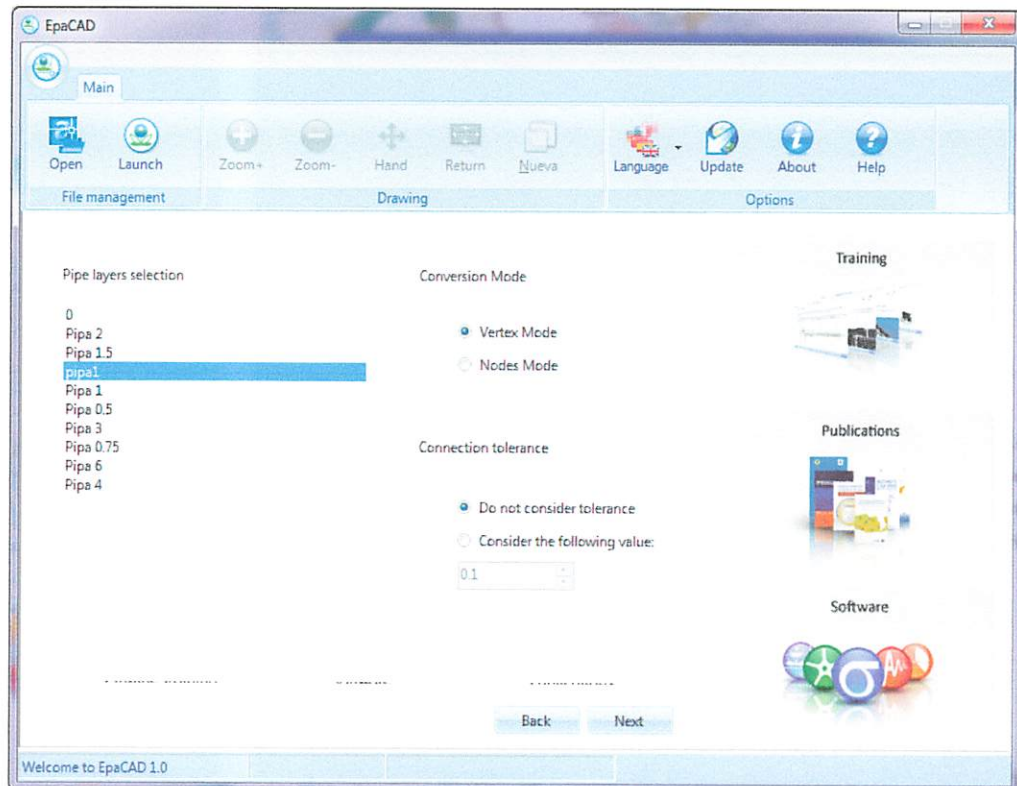 EpaCAD
Main
Open
Launch
Zoom+
Zoom-
Hand
Return
Nueva
Language
Update
About
Help
File management
Drawing
Options
Pipe layers selection
0
Pipa 2
Pipa 1.5
pipa1
Pipa 1
Pipa 0.5
Pipa 3
Pipa 0.75
Pipa 6
Pipa 4
Conversion Mode
Vertex Mode
Nodes Mode
Connection tolerance
Do not consider tolerance
Consider the following value:
0.1
Training
Publications
Software
Back
Next
Welcome to EpaCAD 1.0